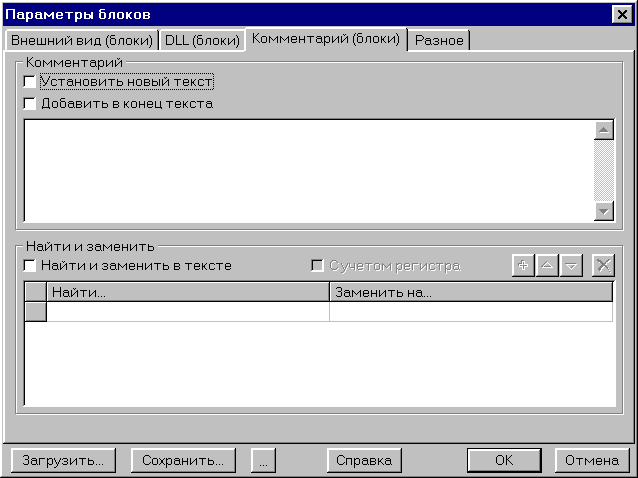 Параметры блоков
Внешний вид (блоки) DLL (блоки) Комментарий (блоки) Разное
Комментарий
Установить новый текст
Добавить в конец текста
Найти и заменить
Найти и заменить в тексте С учетом регистра
Найти... Заменить на...
Загрузить... Сохранить... ... Справка OK Отмена